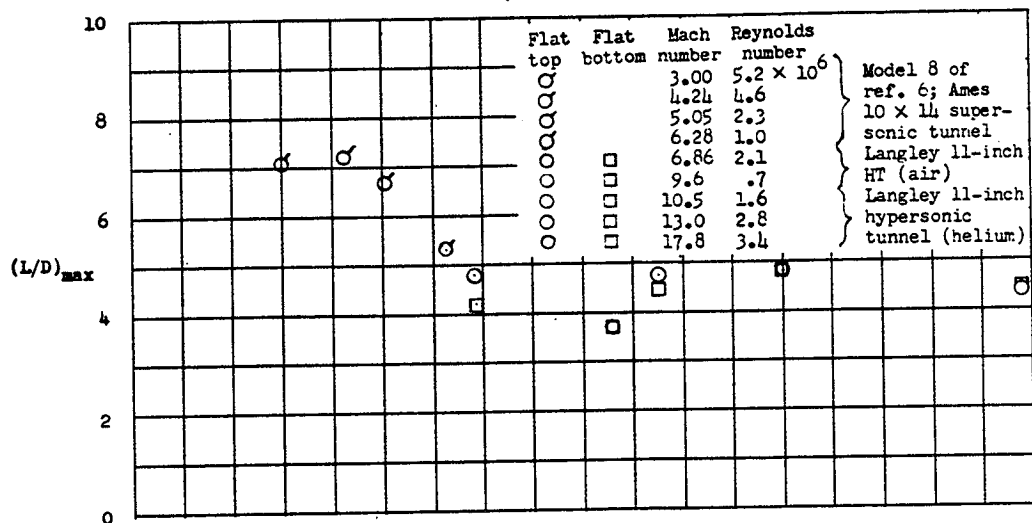 10
8
6
(L/D)max
4
2
0
Flat Flat Mach Reynolds
top bottom number number
3.00 5.2 × 10^6
4.24 4.6
5.05 2.3
6.28 1.0
6.86 2.1
9.6 .7
10.5 1.6
13.0 2.8
17.8 3.4
Model 8 of
ref. 6; Ames
10 × 14 super-
sonic tunnel
Langley 11-inch
HT (air)
Langley 11-inch
hypersonic
tunnel (helium)